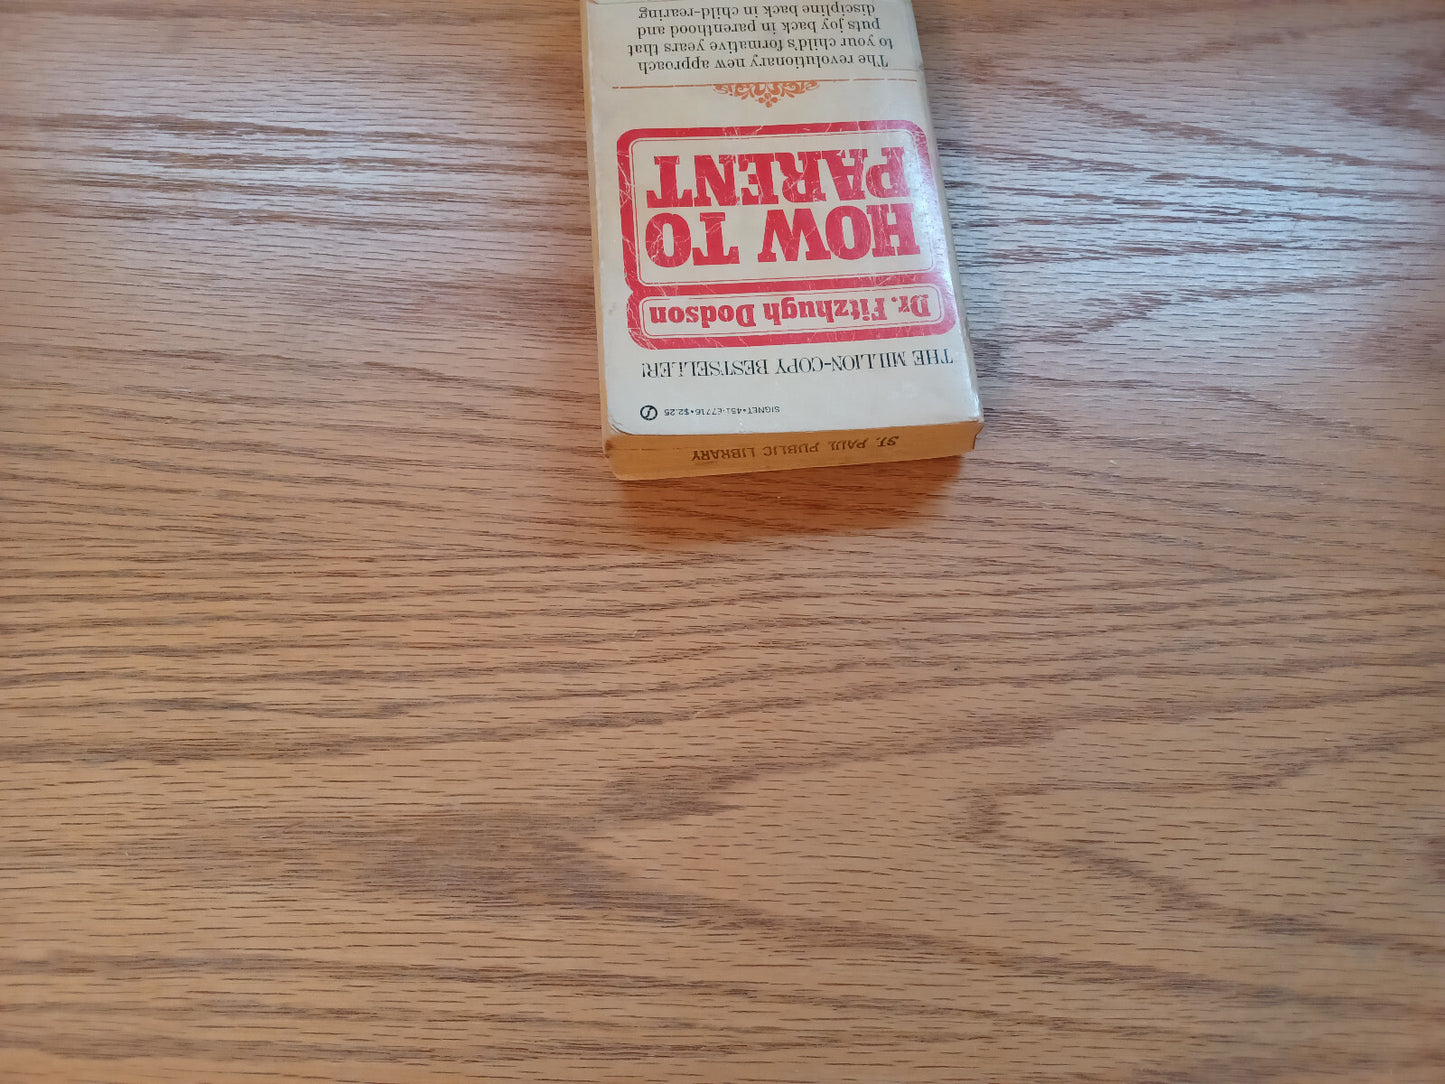 ST. PAUL PUBLIC LIBRARY
SIGNET•451-E7716•$2.25
THE MILLION-COPY BESTSELLER!
Dr. Fitzhugh Dodson
HOW TO
PARENT
The revolutionary new approach
to your child's formative years that
puts joy back in parenthood and
discipline back in child-rearing